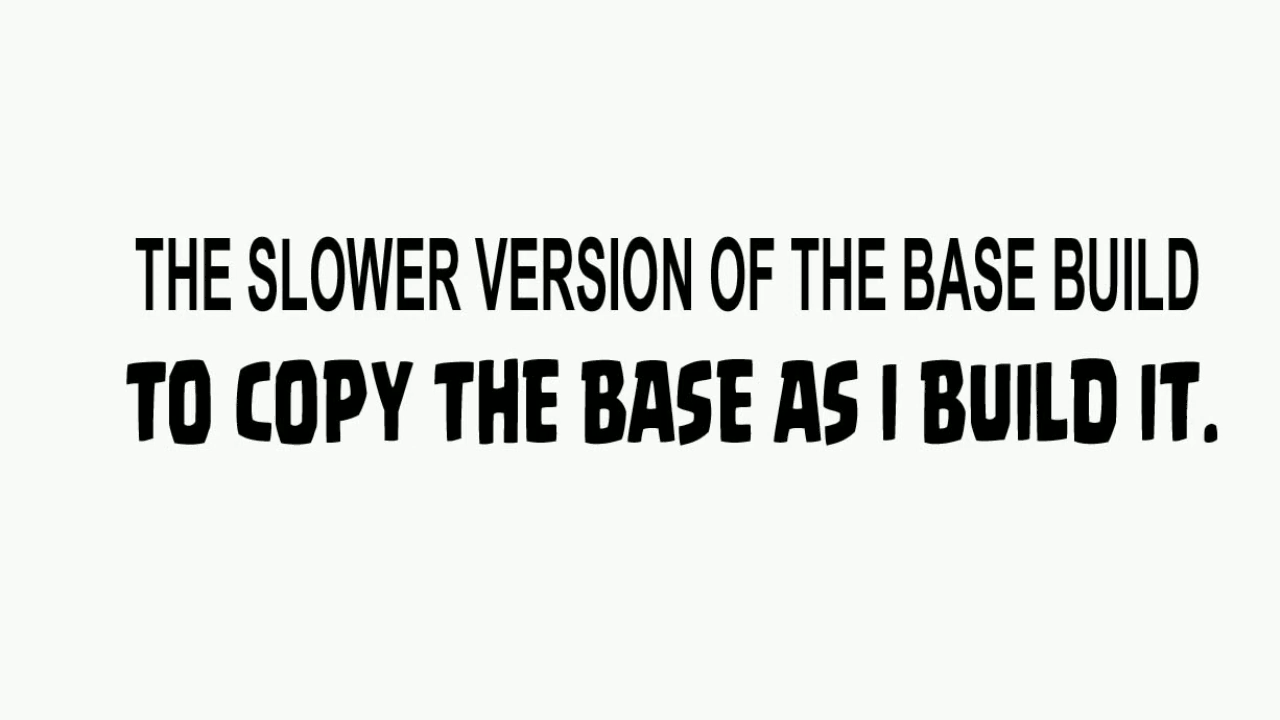 THE SLOWER VERSION OF THE BASE BUILD
TO COPY THE BASE AS I BUILD IT.